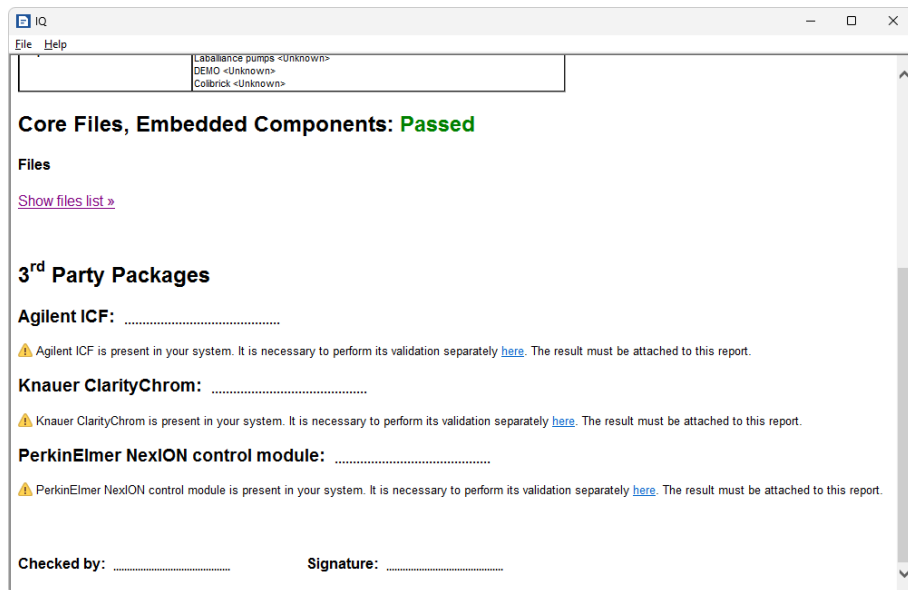 IQ
File Help
Laballiance pumps <Unknown>
DEMO <Unknown>
Colibrick <Unknown>
Core Files, Embedded Components: Passed
Files
Show files list »
3rd Party Packages
Agilent ICF: ............................................
Agilent ICF is present in your system. It is necessary to perform its validation separately here. The result must be attached to this report.
Knauer ClarityChrom: ............................................
Knauer ClarityChrom is present in your system. It is necessary to perform its validation separately here. The result must be attached to this report.
PerkinElmer NexION control module: ............................................
PerkinElmer NexION control module is present in your system. It is necessary to perform its validation separately here. The result must be attached to this report.
Checked by: ............................................ Signature: ............................................